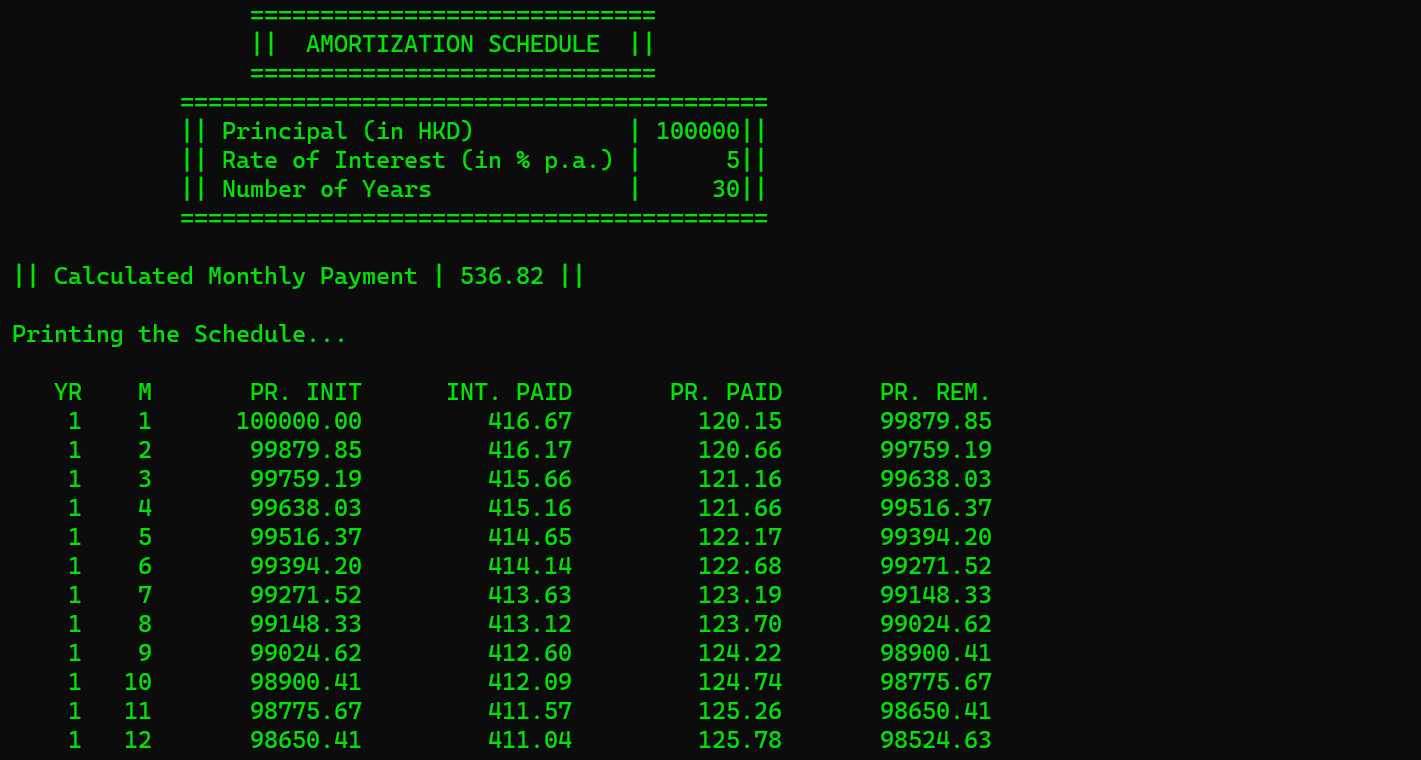 =============================
||  AMORTIZATION SCHEDULE  ||
=============================
==========================================
|| Principal (in HKD)           | 100000||
|| Rate of Interest (in % p.a.) |      5||
|| Number of Years              |     30||
==========================================
|| Calculated Monthly Payment | 536.82 ||
Printing the Schedule...
YR    M       PR. INIT      INT. PAID       PR. PAID       PR. REM.
1    1      100000.00         416.67         120.15       99879.85
1    2       99879.85         416.17         120.66       99759.19
1    3       99759.19         415.66         121.16       99638.03
1    4       99638.03         415.16         121.66       99516.37
1    5       99516.37         414.65         122.17       99394.20
1    6       99394.20         414.14         122.68       99271.52
1    7       99271.52         413.63         123.19       99148.33
1    8       99148.33         413.12         123.70       99024.62
1    9       99024.62         412.60         124.22       98900.41
1   10       98900.41         412.09         124.74       98775.67
1   11       98775.67         411.57         125.26       98650.41
1   12       98650.41         411.04         125.78       98524.63